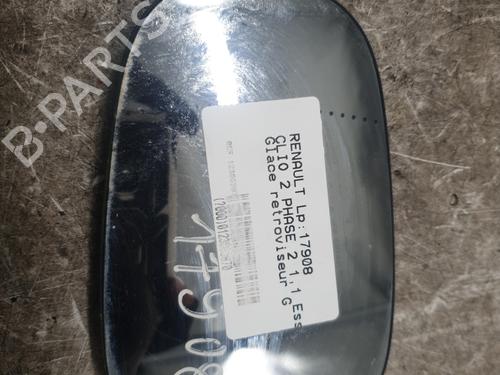 RENAULT Lp:17908
CLIO 2 PHASE 2 1,1 Ess
Glace retroviseur G
17908
B-PARTS